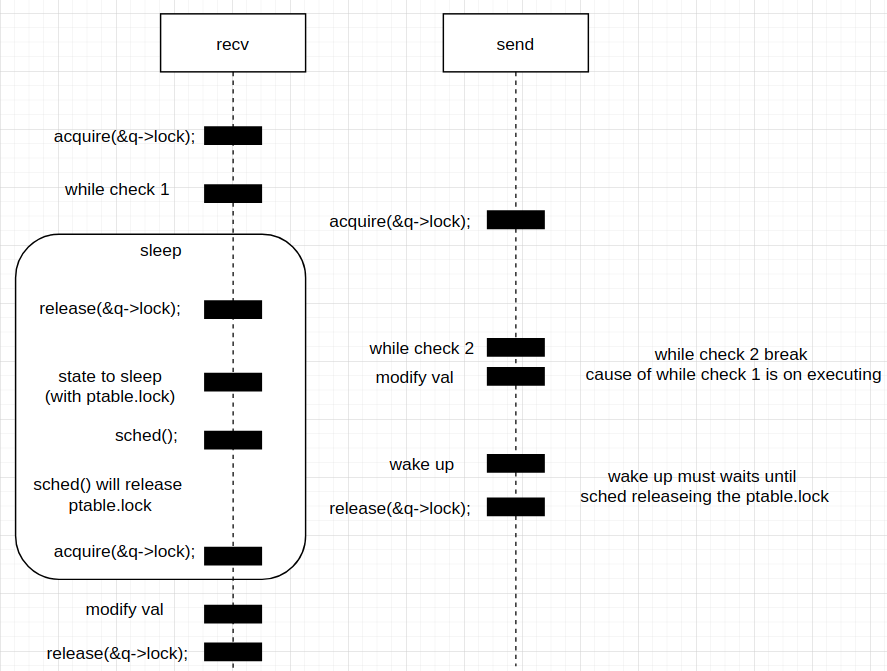 recv
send
acquire(&q->lock);
while check 1
acquire(&q->lock);
sleep
release(&q->lock);
while check 2
while check 2 break
cause of while check 1 is on executing
state to sleep
(with ptable.lock)
modify val
sched();
wake up
wake up must waits until
sched releaseing the ptable.lock
sched() will release
ptable.lock
release(&q->lock);
acquire(&q->lock);
modify val
release(&q->lock);